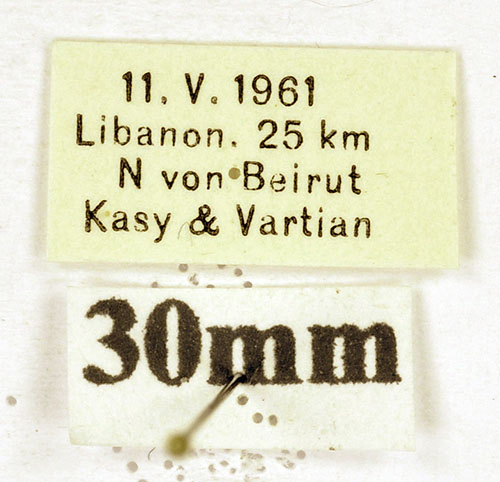 11. V. 1961
Libanon. 25 km
N von Beirut
Kasy & Vartian
30mm